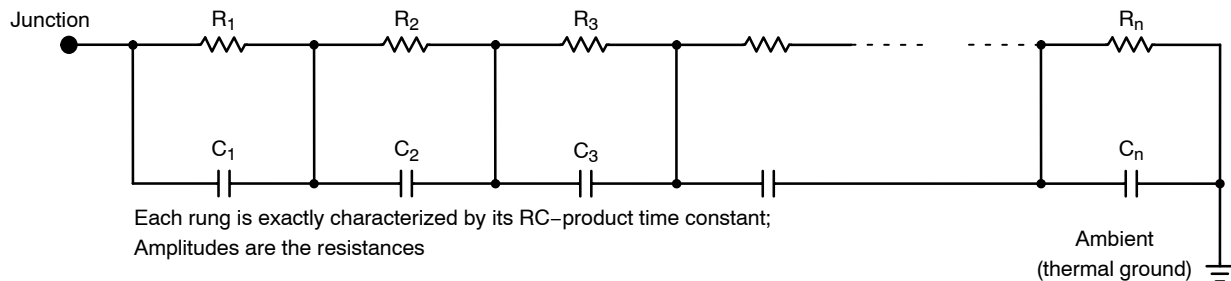 Junction
R1
R2
R3
Rn
C1
C2
C3
Cn
Each rung is exactly characterized by its RC−product time constant;
Amplitudes are the resistances
Ambient
(thermal ground)